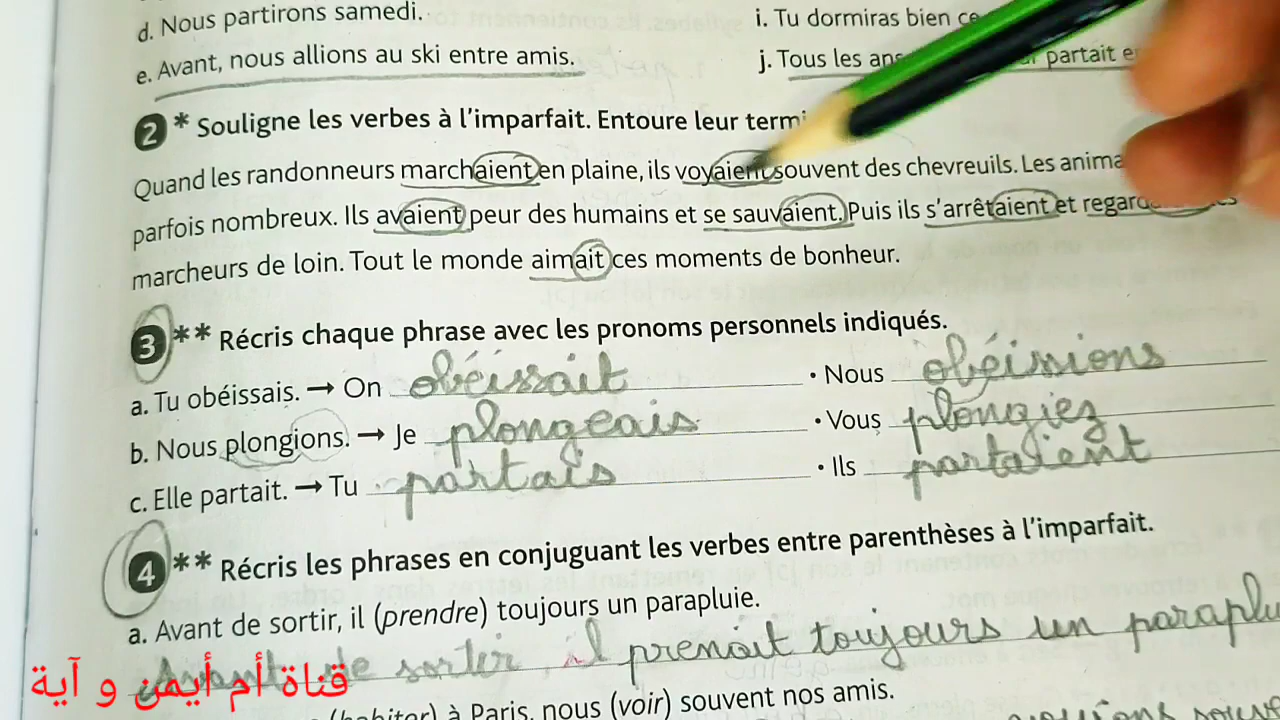 d. Nous partirons samedi.
i. Tu dormiras bien ce
e. Avant, nous allions au ski entre amis.
j. Tous les ans partait
2 * Souligne les verbes à l'imparfait. Entoure leur
Quand les randonneurs marchaient en plaine, ils voyaient souvent des chevreuils. Les
parfois nombreux. Ils avaient peur des humains et se sauvaient. Puis ils s'arrêtaient et
marcheurs de loin. Tout le monde aimait ces moments de bonheur.
3 ** Récris chaque phrase avec les pronoms personnels indiqués.
a. Tu obéissais. → On obéissait • Nous obéissions
b. Nous plongions. → Je plongeais • Vous plongiez
c. Elle partait. → Tu partais • Ils partaient
4 ** Récris les phrases en conjuguant les verbes entre parenthèses à l'imparfait.
a. Avant de sortir, il (prendre) toujours un parapluie.
Avant de sortir, il prenait toujours un
قناة أم أيمن و آية
(habiter) à Paris, nous (voir) souvent nos amis.